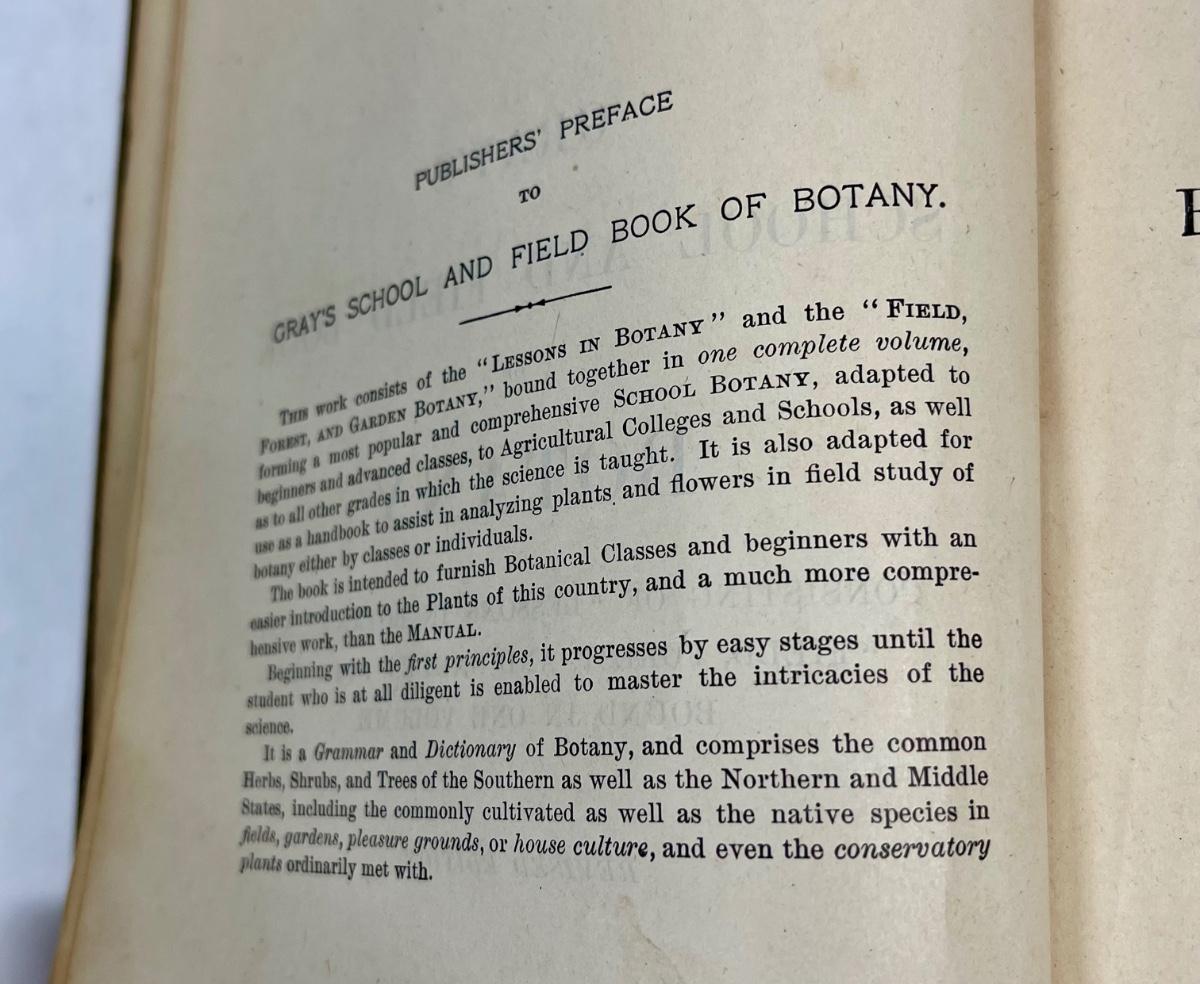 PUBLISHERS' PREFACE
TO
GRAY'S SCHOOL AND FIELD BOOK OF BOTANY.
THIS work consists of the "LESSONS IN BOTANY" and the "FIELD,
FOREST, AND GARDEN BOTANY," bound together in one complete volume,
forming a most popular and comprehensive SCHOOL BOTANY, adapted to
beginners and advanced classes, to Agricultural Colleges and Schools, as well
as to all other grades in which the science is taught. It is also adapted for
use as a handbook to assist in analyzing plants and flowers in field study of
botany either by classes or individuals.
The book is intended to furnish Botanical Classes and beginners with an
easier introduction to the Plants of this country, and a much more compre-
hensive work, than the MANUAL.
Beginning with the first principles, it progresses by easy stages until the
student who is at all diligent is enabled to master the intricacies of the
science.
It is a Grammar and Dictionary of Botany, and comprises the common
Herbs, Shrubs, and Trees of the Southern as well as the Northern and Middle
States, including the commonly cultivated as well as the native species in
fields, gardens, pleasure grounds, or house culture, and even the conservatory
plants ordinarily met with.